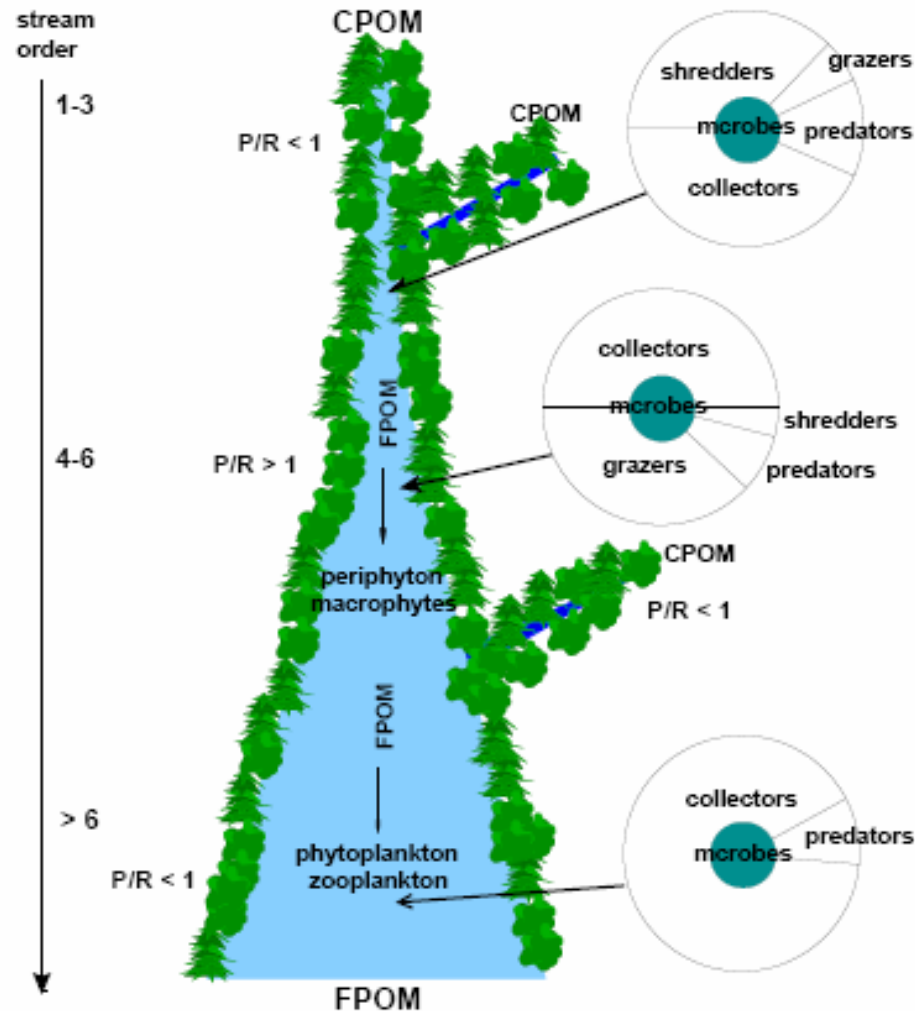 stream
order
CPOM
1-3
P/R < 1
CPOM
shredders
grazers
mcrobes
predators
collectors
collectors
mcrobes
shredders
grazers
predators
FPOM
4-6
P/R > 1
periphyton
macrophytes
CPOM
P/R < 1
FPOM
> 6
P/R < 1
phytoplankton
zooplankton
collectors
predators
mcrobes
FPOM